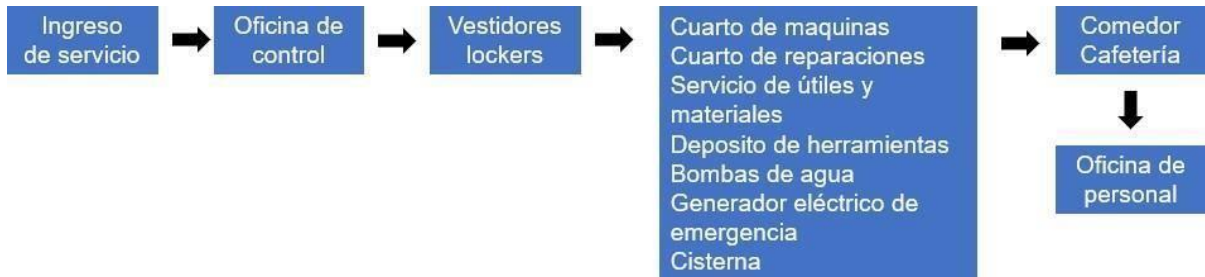 Ingreso
de servicio
Oficina de
control
Vestidores
lockers
Cuarto de maquinas
Cuarto de reparaciones
Servicio de útiles y
materiales
Deposito de herramientas
Bombas de agua
Generador eléctrico de
emergencia
Cisterna
Comedor
Cafetería
Oficina de
personal